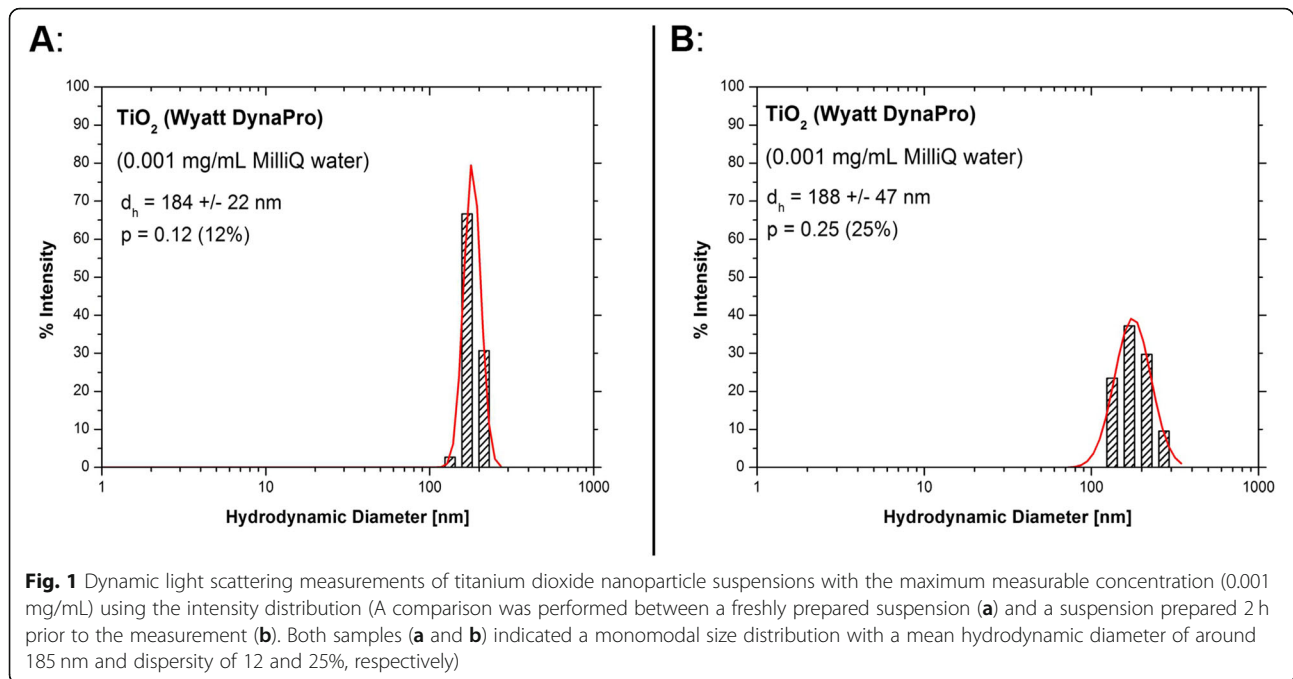 A:
100
90
80
70
60
50
40
30
20
10
0
% Intensity
TiO2 (Wyatt DynaPro)
(0.001 mg/mL MilliQ water)
dh = 184 +/- 22 nm
p = 0.12 (12%)
1 10 100 1000
Hydrodynamic Diameter [nm]
B:
100
90
80
70
60
50
40
30
20
10
0
% Intensity
TiO2 (Wyatt DynaPro)
(0.001 mg/mL MilliQ water)
dh = 188 +/- 47 nm
p = 0.25 (25%)
1 10 100 1000
Hydrodynamic Diameter [nm]
Fig. 1 Dynamic light scattering measurements of titanium dioxide nanoparticle suspensions with the maximum measurable concentration (0.001
mg/mL) using the intensity distribution (A comparison was performed between a freshly prepared suspension (a) and a suspension prepared 2 h
prior to the measurement (b). Both samples (a and b) indicated a monomodal size distribution with a mean hydrodynamic diameter of around
185 nm and dispersity of 12 and 25%, respectively)